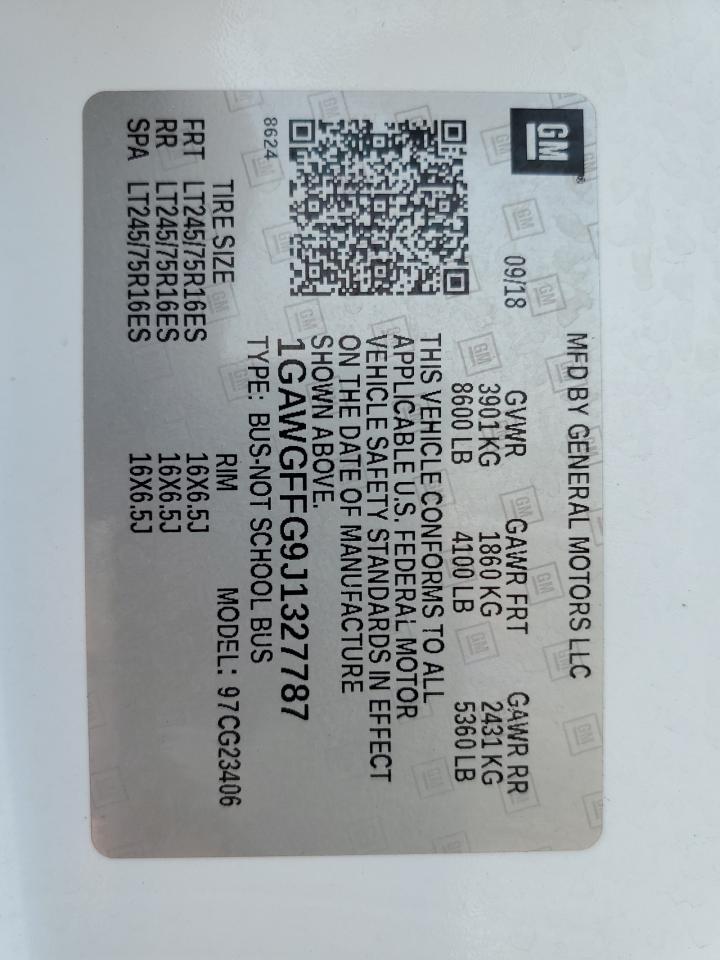 GM
MFD BY GENERAL MOTORS LLC
09/18 GVWR GAWR FRT GAWR RR
3901 KG 1860 KG 2431 KG
8600 LB 4100 LB 5360 LB
THIS VEHICLE CONFORMS TO ALL
APPLICABLE U.S. FEDERAL MOTOR
VEHICLE SAFETY STANDARDS IN EFFECT
ON THE DATE OF MANUFACTURE
SHOWN ABOVE.
1GAWGFFG9J1327787
8624 TYPE: BUS-NOT SCHOOL BUS
MODEL: 97CG23406
TIRE SIZE RIM
FRT LT245/75R16ES 16X6.5J
RR LT245/75R16ES 16X6.5J
SPA LT245/75R16ES 16X6.5J